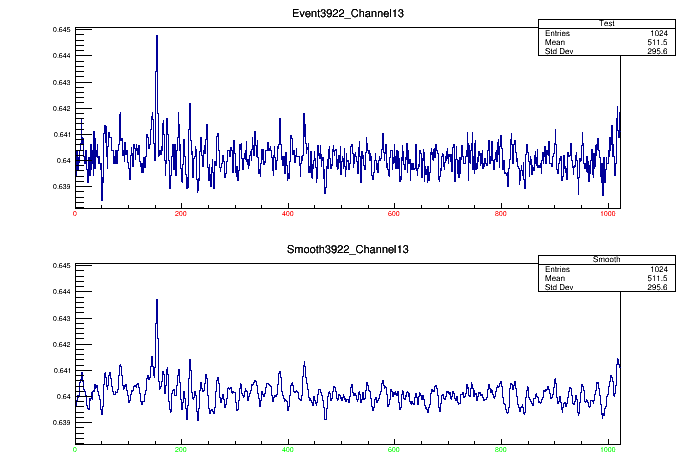 Event3922_Channel13
Test
Entries 1024
Mean 511.5
Std Dev 295.6
0.645
0.644
0.643
0.642
0.641
0.64
0.639
0 200 400 600 800 1000
Smooth3922_Channel13
Smooth
Entries 1024
Mean 511.5
Std Dev 295.6
0.645
0.644
0.643
0.642
0.641
0.64
0.639
0 200 400 600 800 1000